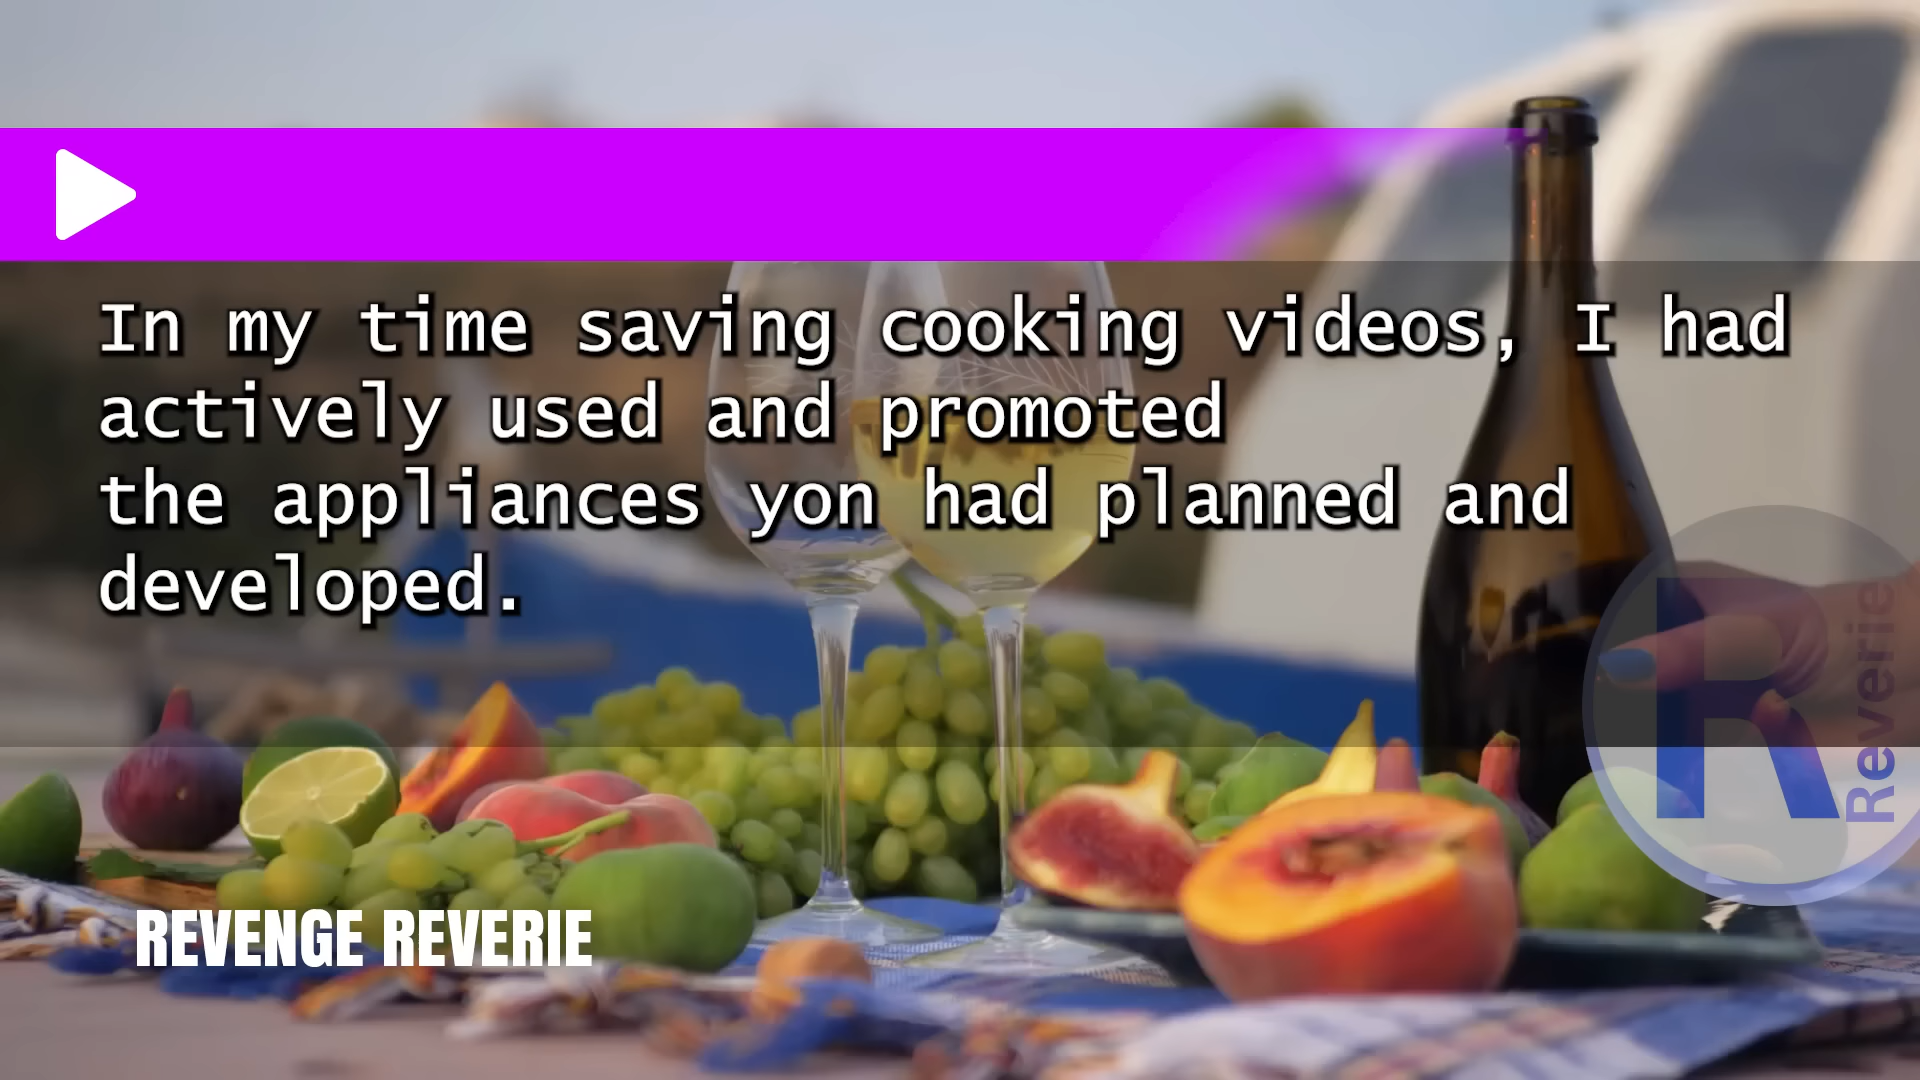 In my time saving cooking videos, I had
actively used and promoted
the appliances yon had planned and
developed.
R
Reverie
REVENGE REVERIE